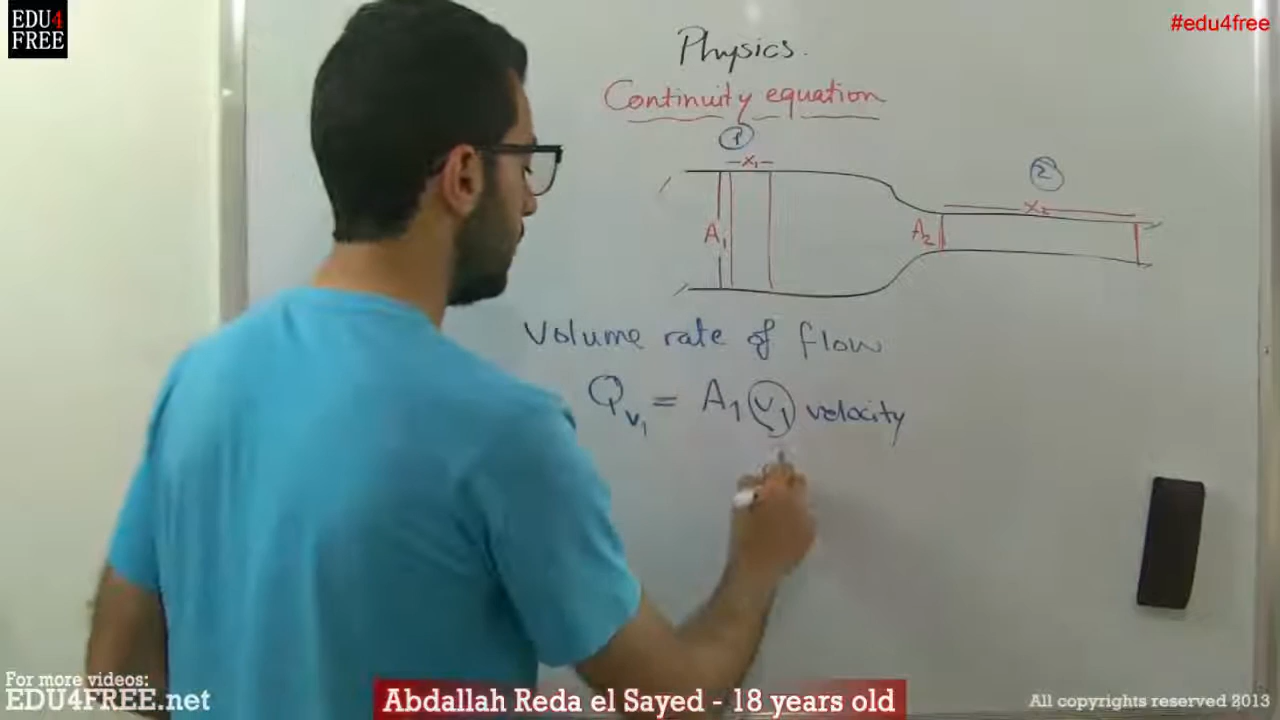 EDU4
FREE
#edu4free
Physics.
Continuity equation
1
x₁
2
x₂
A₁
A₂
Volume rate of flow
Qv₁ = A₁ v₁ velocity
For more videos:
EDU4FREE.net
Abdallah Reda el Sayed - 18 years old
All copyrights reserved 2013